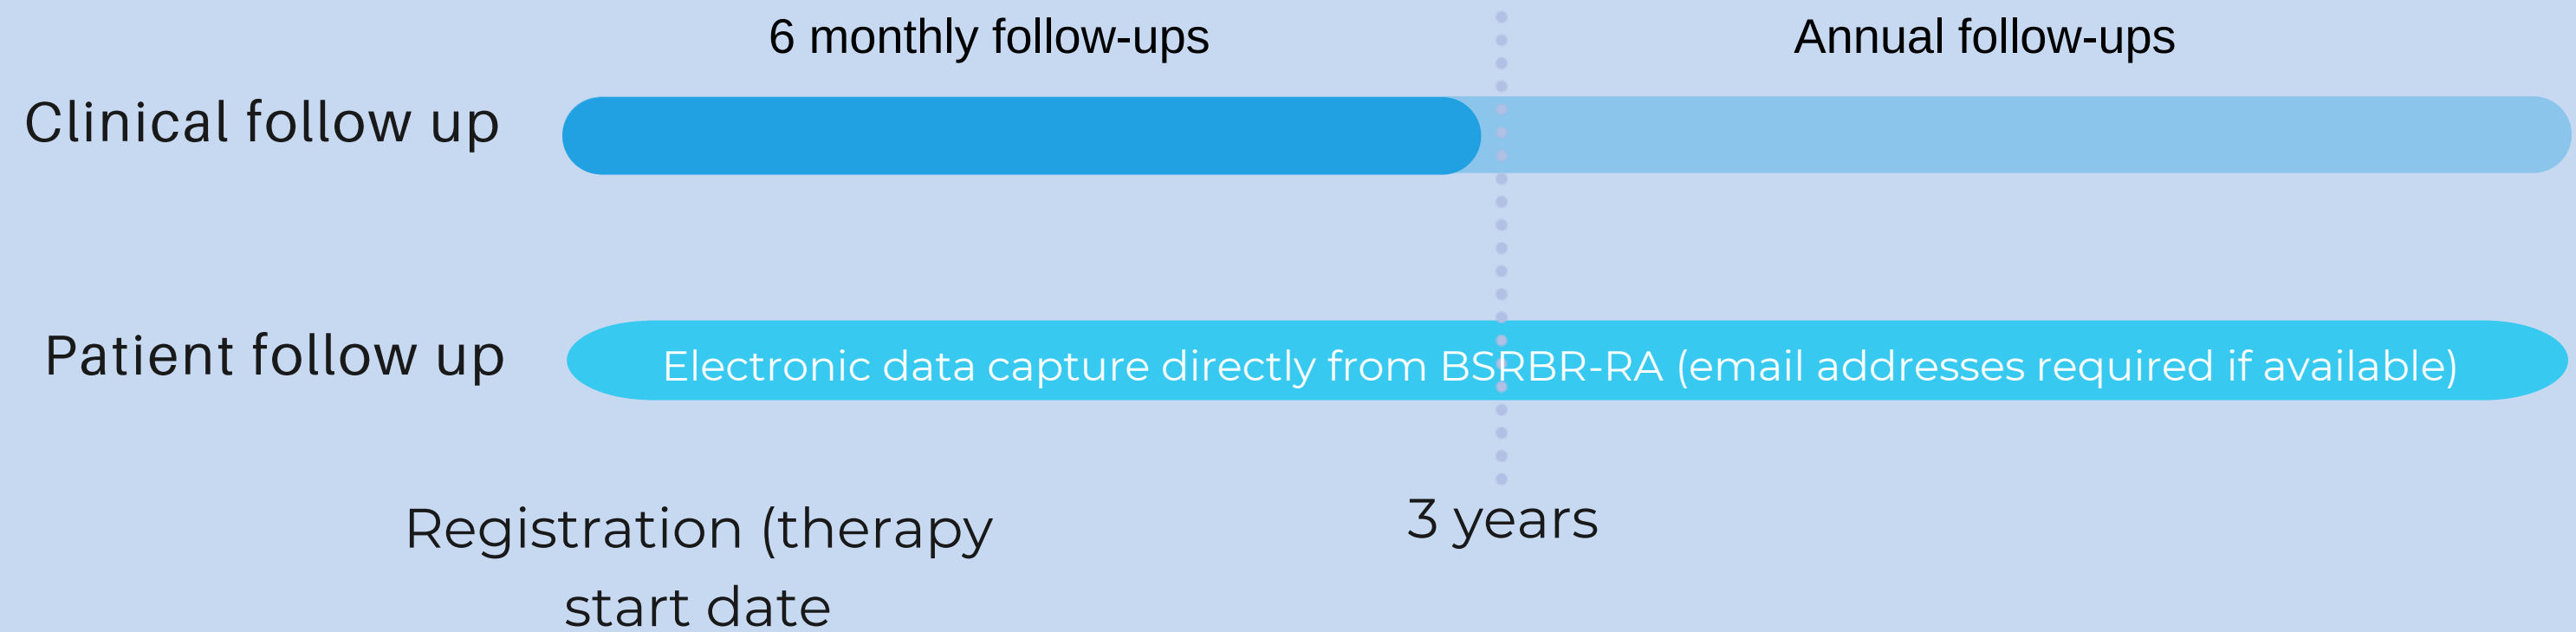 6 monthly follow-ups
Annual follow-ups
Clinical follow up
Patient follow up
Electronic data capture directly from BSRBR-RA (email addresses required if available)
Registration (therapy
start date
3 years